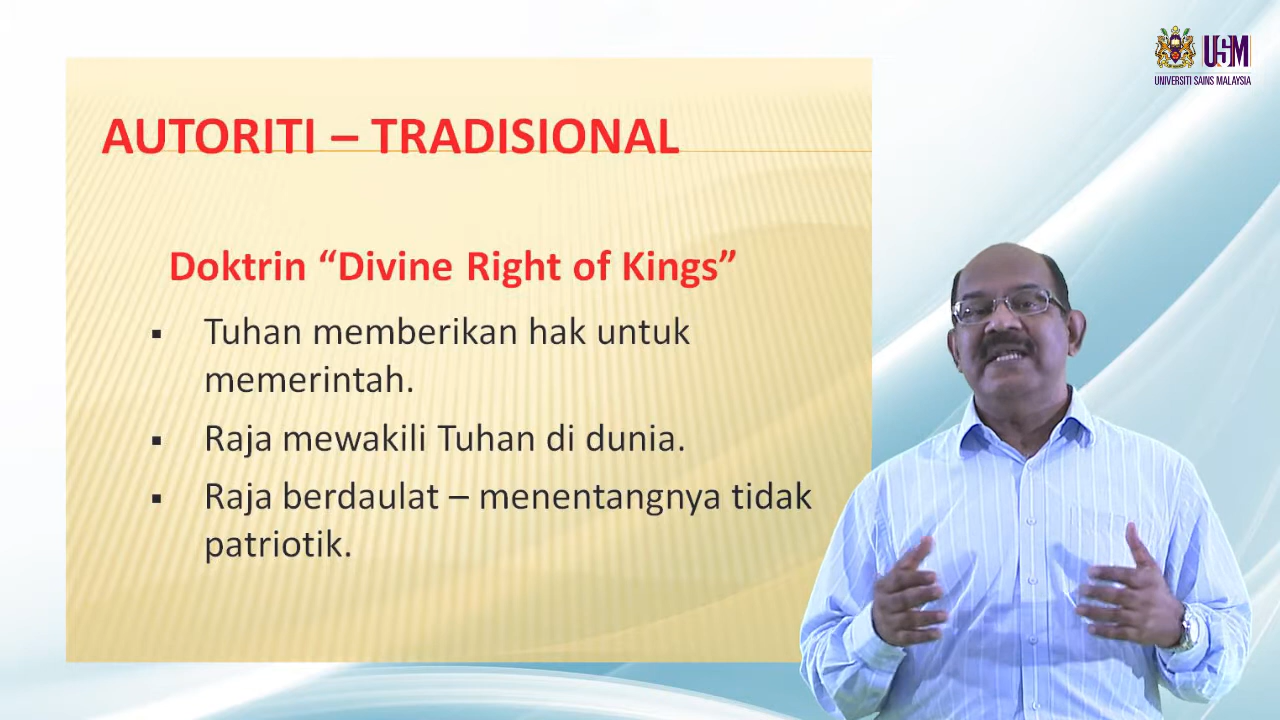 USM
UNIVERSITI SAINS MALAYSIA
AUTORITI – TRADISIONAL
Doktrin “Divine Right of Kings”
▪ Tuhan memberikan hak untuk
memerintah.
▪ Raja mewakili Tuhan di dunia.
▪ Raja berdaulat – menentangnya tidak
patriotik.